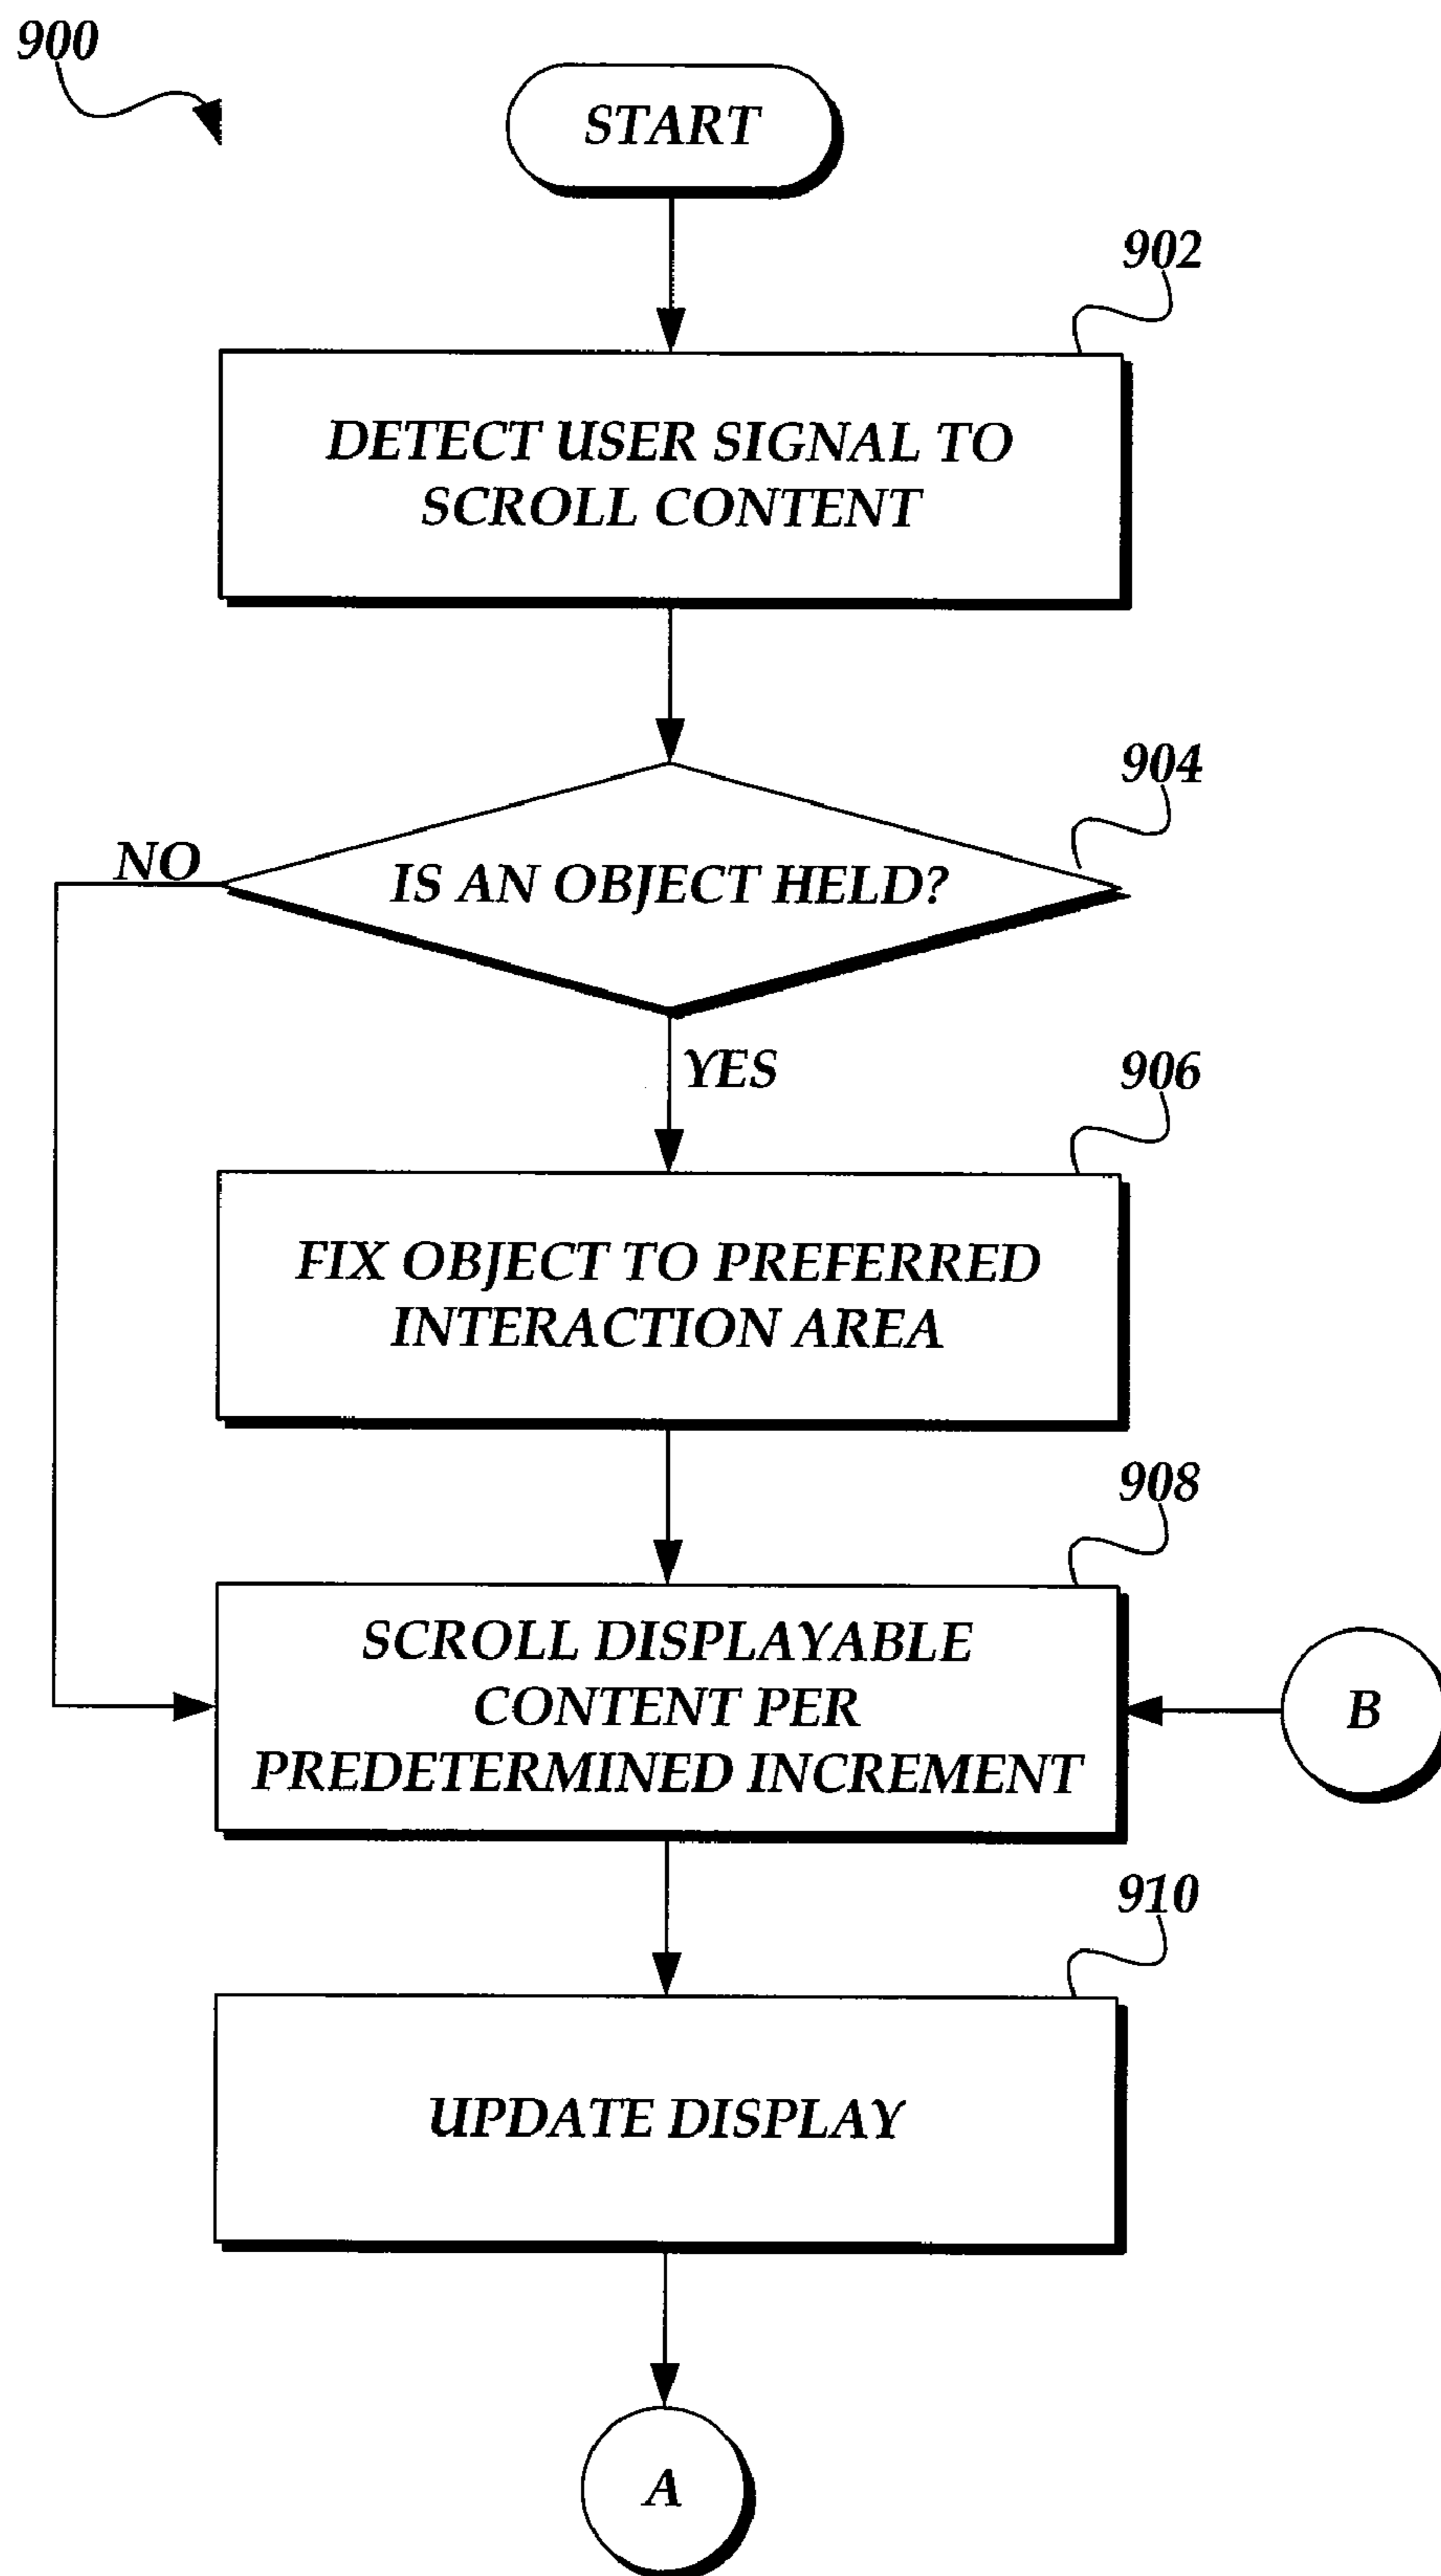 900
START
902
DETECT USER SIGNAL TO
SCROLL CONTENT
904
NO
IS AN OBJECT HELD?
YES
906
FIX OBJECT TO PREFERRED
INTERACTION AREA
908
SCROLL DISPLAYABLE
CONTENT PER
PREDETERMINED INCREMENT
B
910
UPDATE DISPLAY
A